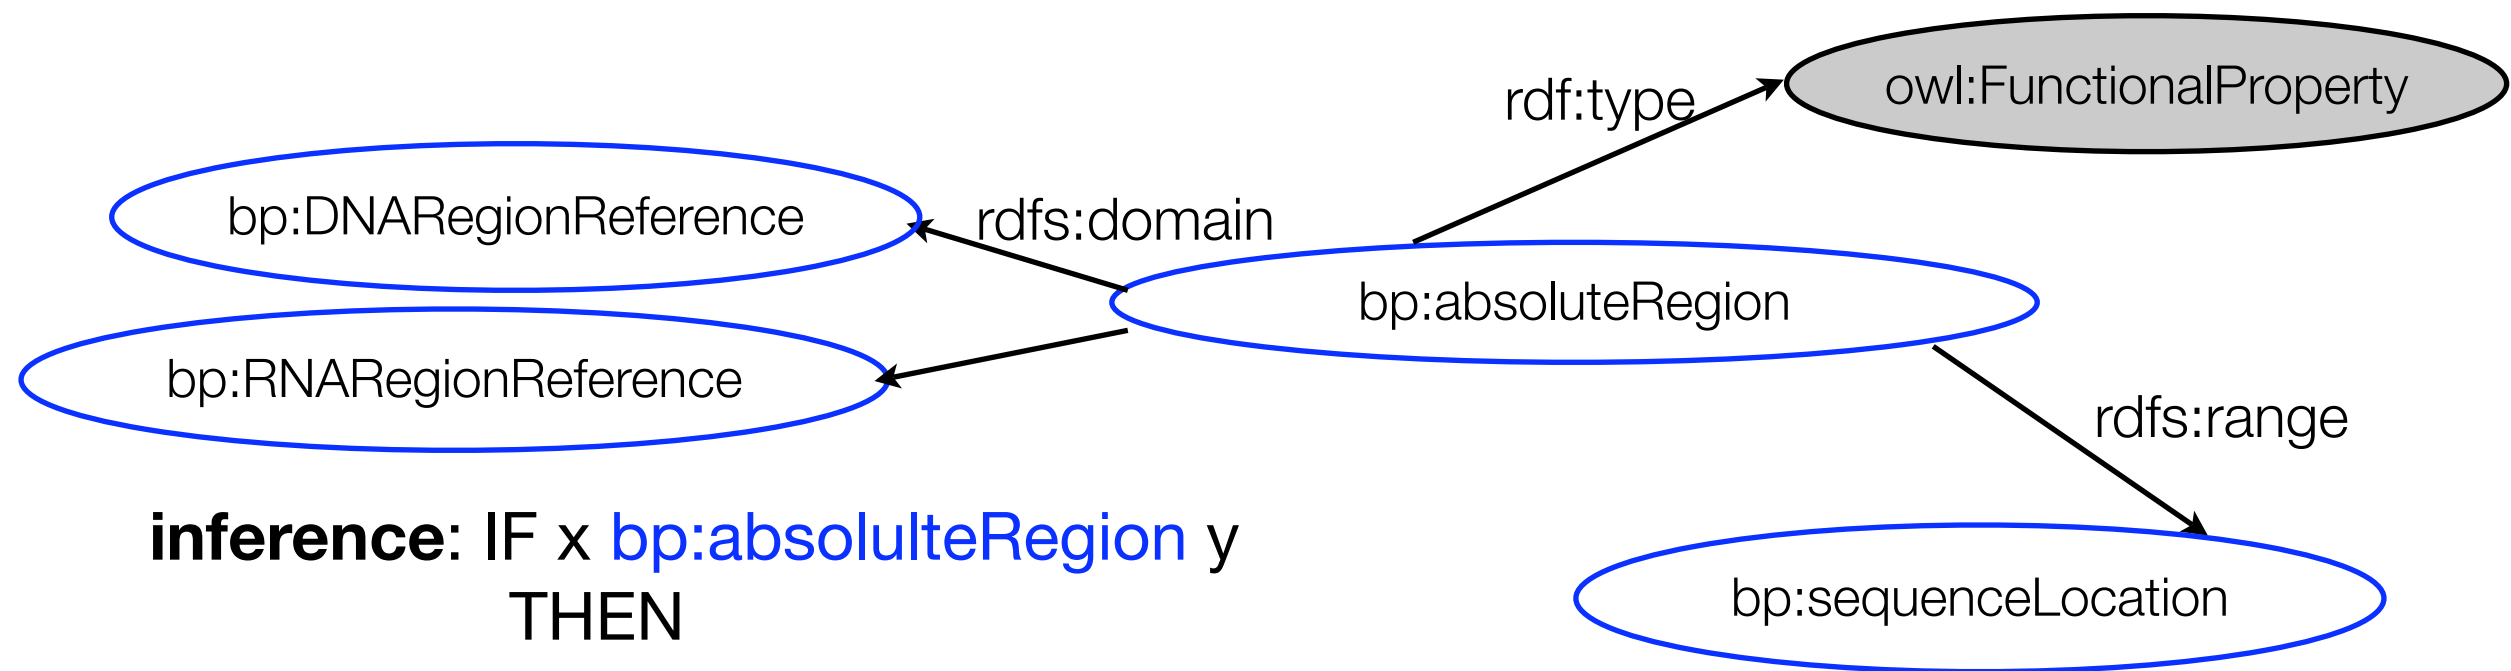 owl:FunctionalProperty
rdf:type
bp:DNARegionReference
rdfs:domain
bp:absoluteRegion
bp:RNARegionReference
rdfs:range
inference: IF x bp:absolulteRegion y
THEN
bp:sequenceLocation